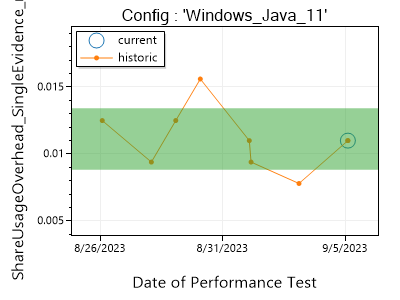 Config : 'Windows_Java_11'
current
historic
ShareUsageOverhead_SingleEvidence_
0.015
0.01
0.005
8/26/2023
8/31/2023
9/5/2023
Date of Performance Test